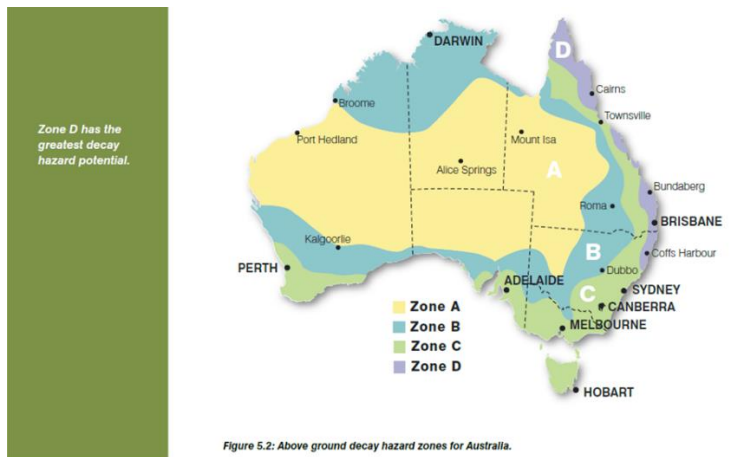 Zone D has the
greatest decay
hazard potential.
DARWIN
D
Cairns
Broome
Townsville
Port Hedland
Mount Isa
Alice Springs
A
Bundaberg
Roma
BRISBANE
Kalgoorlie
B
Coffs Harbour
PERTH
Dubbo
ADELAIDE
SYDNEY
C
CANBERRA
Zone A
Zone B
MELBOURNE
Zone C
Zone D
HOBART
Figure 5.2: Above ground decay hazard zones for Australia.